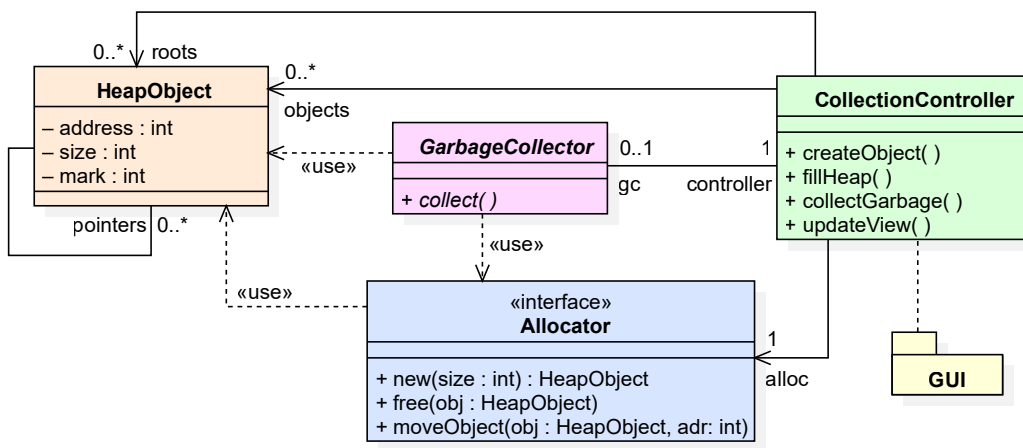 0..* roots
HeapObject
– address : int
– size : int
– mark : int
pointers 0..*
0..*
objects
«use»
GarbageCollector
+ collect( )
0..1
gc
1
controller
CollectionController
+ createObject( )
+ fillHeap( )
+ collectGarbage( )
+ updateView( )
«use»
«use»
«interface»
Allocator
+ new(size : int) : HeapObject
+ free(obj : HeapObject)
+ moveObject(obj : HeapObject, adr: int)
1
alloc
GUI